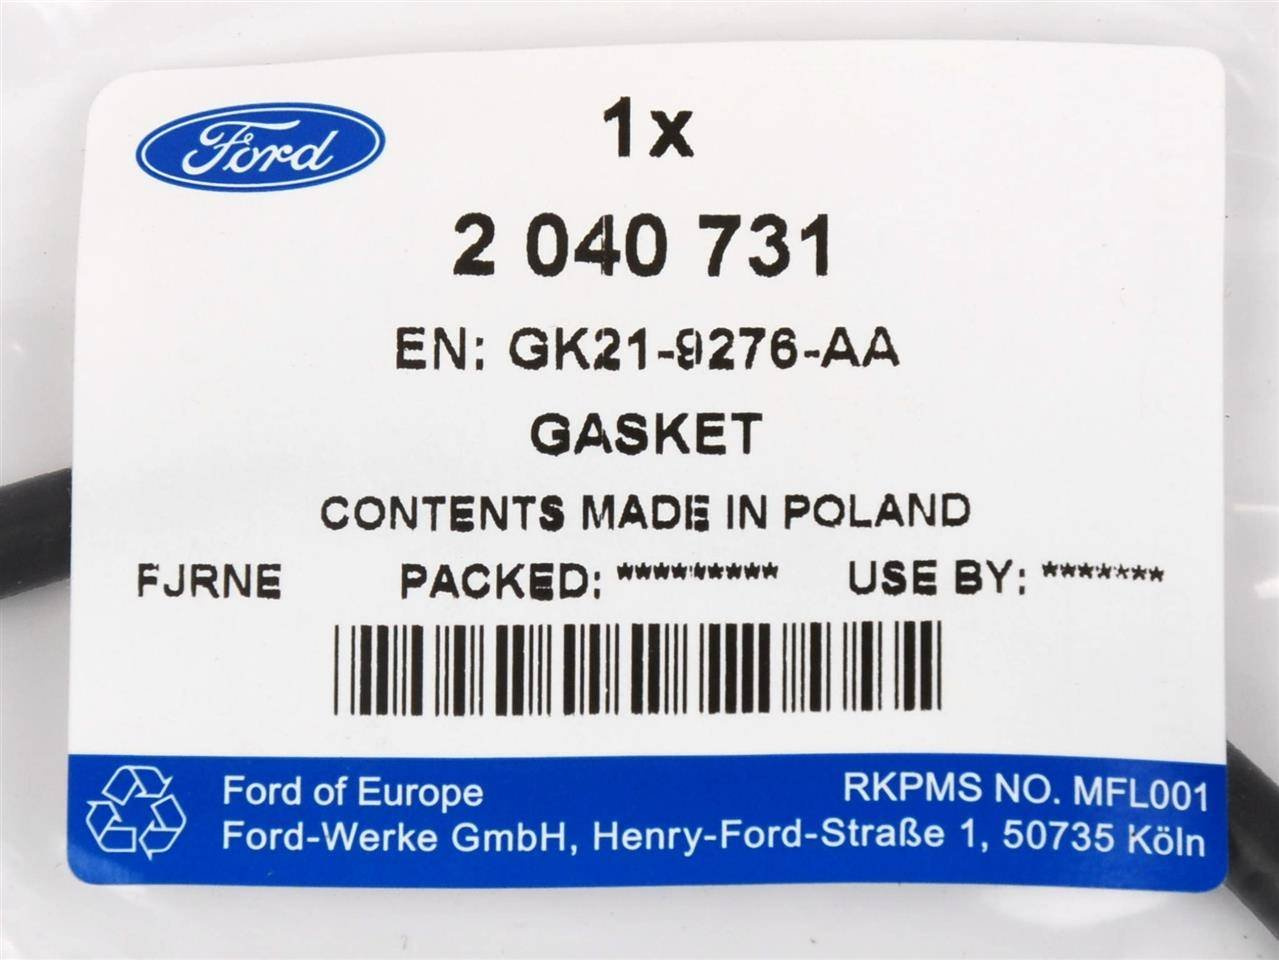 Ford
1x
2 040 731
EN: GK21-9276-AA
GASKET
CONTENTS MADE IN POLAND
FJRNE PACKED: ********* USE BY: *******
Ford of Europe RKPMS NO. MFL001
Ford-Werke GmbH, Henry-Ford-Straße 1, 50735 Köln